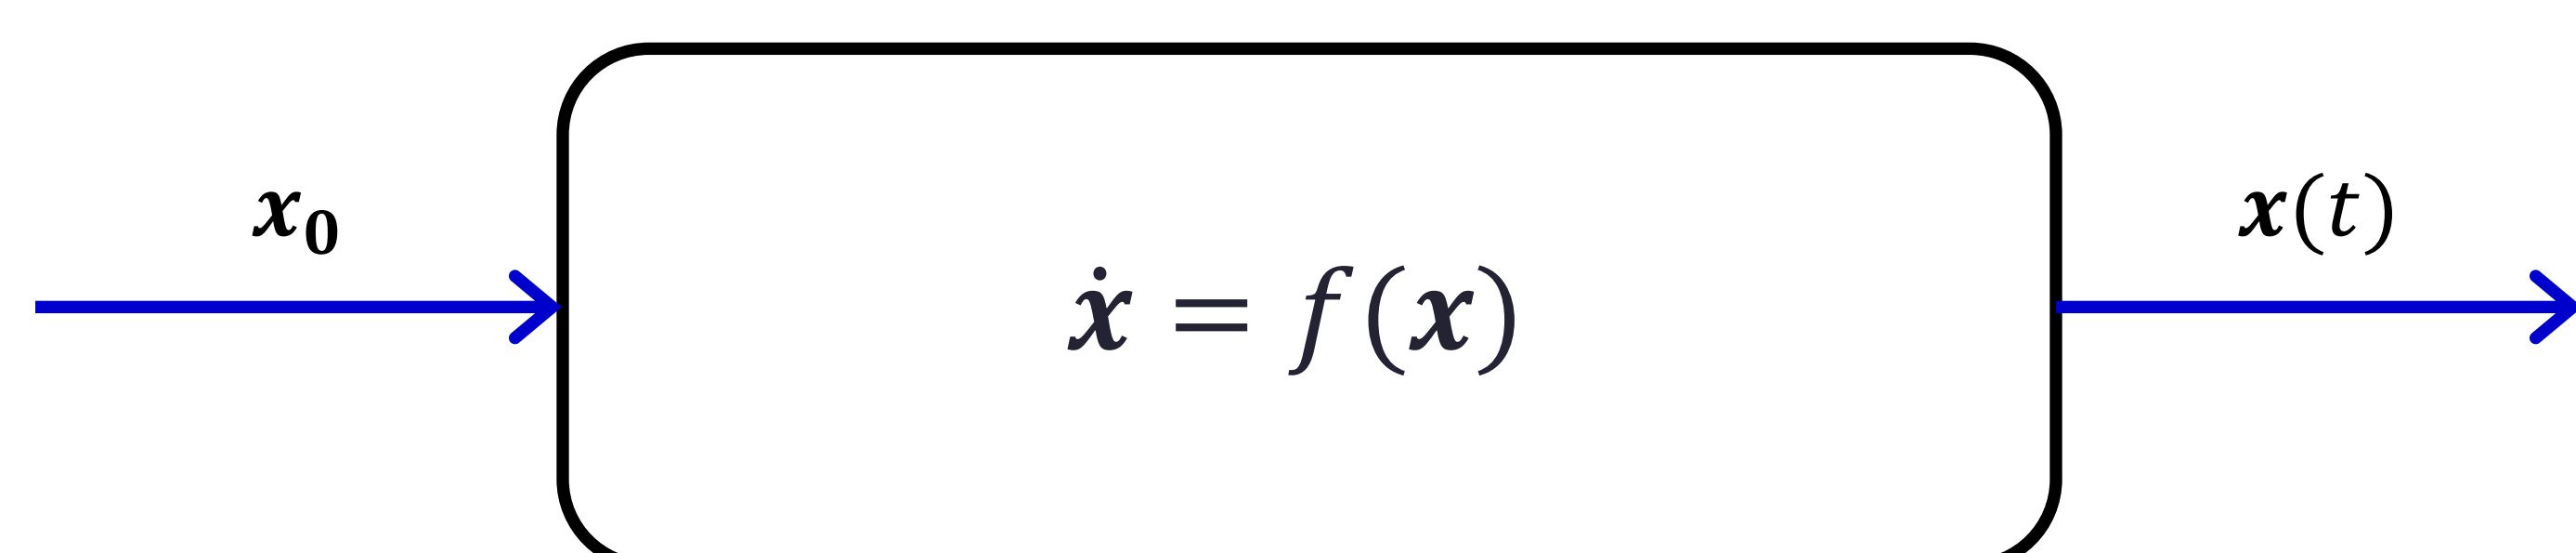 x₀
ẋ = f(x)
x(t)